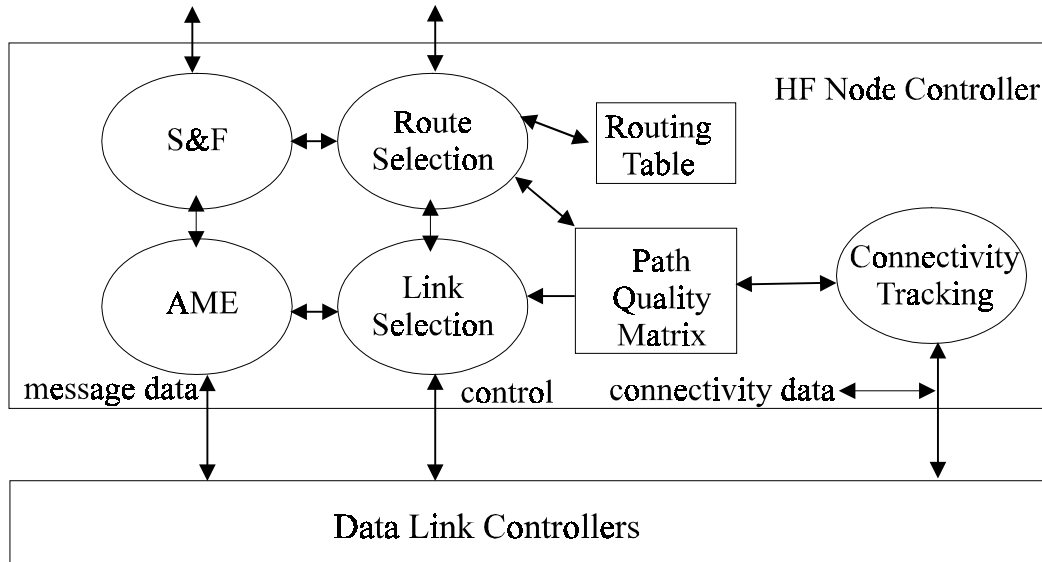 HF Node Controller
S&F
Route
Selection
Routing
Table
AME
Link
Selection
Path
Quality
Matrix
Connectivity
Tracking
message data
control
connectivity data
Data Link Controllers